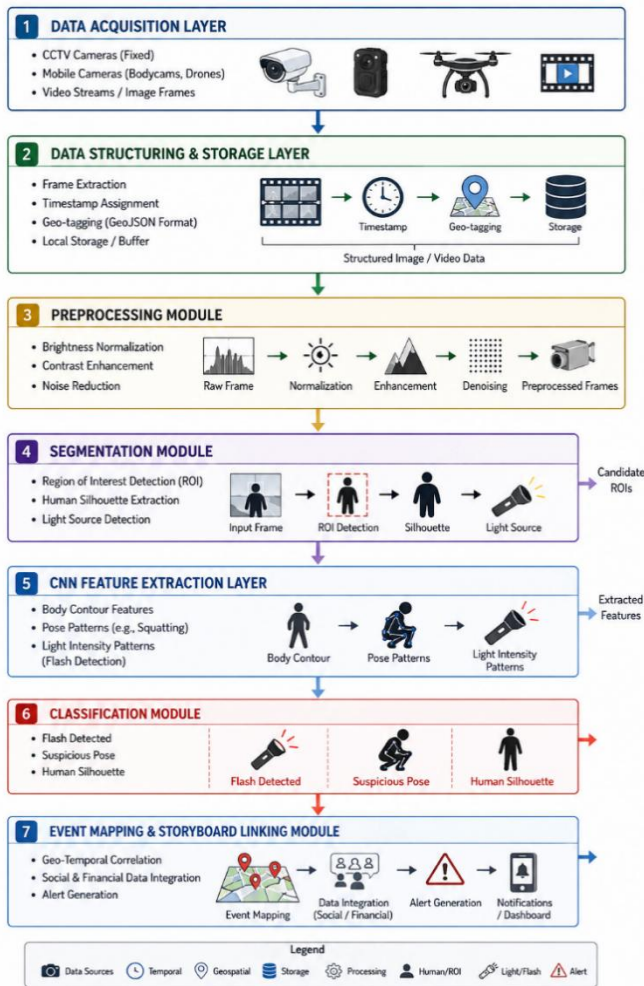 1 DATA ACQUISITION LAYER
• CCTV Cameras (Fixed)
• Mobile Cameras (Bodycams, Drones)
• Video Streams / Image Frames
2 DATA STRUCTURING & STORAGE LAYER
• Frame Extraction
• Timestamp Assignment
• Geo-tagging (GeoJSON Format)
• Local Storage / Buffer
Timestamp
Geo-tagging
Storage
Structured Image / Video Data
3 PREPROCESSING MODULE
• Brightness Normalization
• Contrast Enhancement
• Noise Reduction
Raw Frame
Normalization
Enhancement
Denoising
Preprocessed Frames
4 SEGMENTATION MODULE
• Region of Interest Detection (ROI)
• Human Silhouette Extraction
• Light Source Detection
Input Frame
ROI Detection
Silhouette
Light Source
Candidate
ROIs
5 CNN FEATURE EXTRACTION LAYER
• Body Contour Features
• Pose Patterns (e.g., Squatting)
• Light Intensity Patterns
(Flash Detection)
Body Contour
Pose Patterns
Light Intensity
Patterns
Extracted
Features
6 CLASSIFICATION MODULE
• Flash Detected
• Suspicious Pose
• Human Silhouette
Flash Detected
Suspicious Pose
Human Silhouette
7 EVENT MAPPING & STORYBOARD LINKING MODULE
• Geo-Temporal Correlation
• Social & Financial Data Integration
• Alert Generation
Event Mapping
Data Integration
(Social / Financial)
Alert Generation
Notifications
/ Dashboard
Legend
Data Sources
Temporal
Geospatial
Storage
Processing
Human/ROI
Light/Flash
Alert